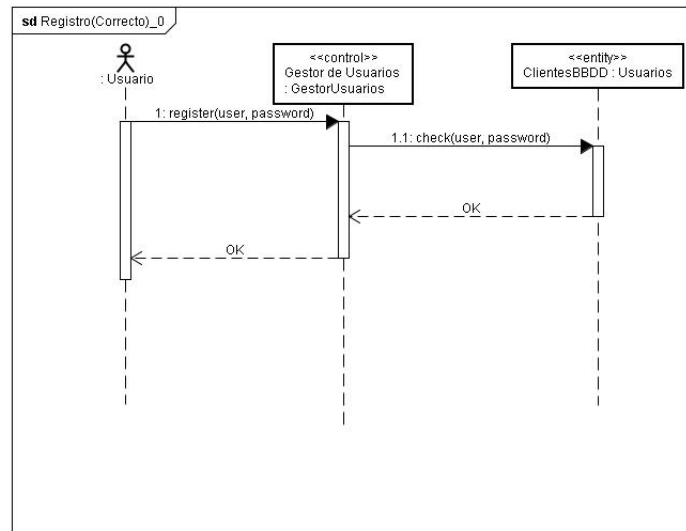 sd Registro(Correcto)_0
: Usuario
<<control>>
Gestor de Usuarios
: GestorUsuarios
<<entity>>
ClientesBBDD : Usuarios
1: register(user, password)
1.1: check(user, password)
OK
OK